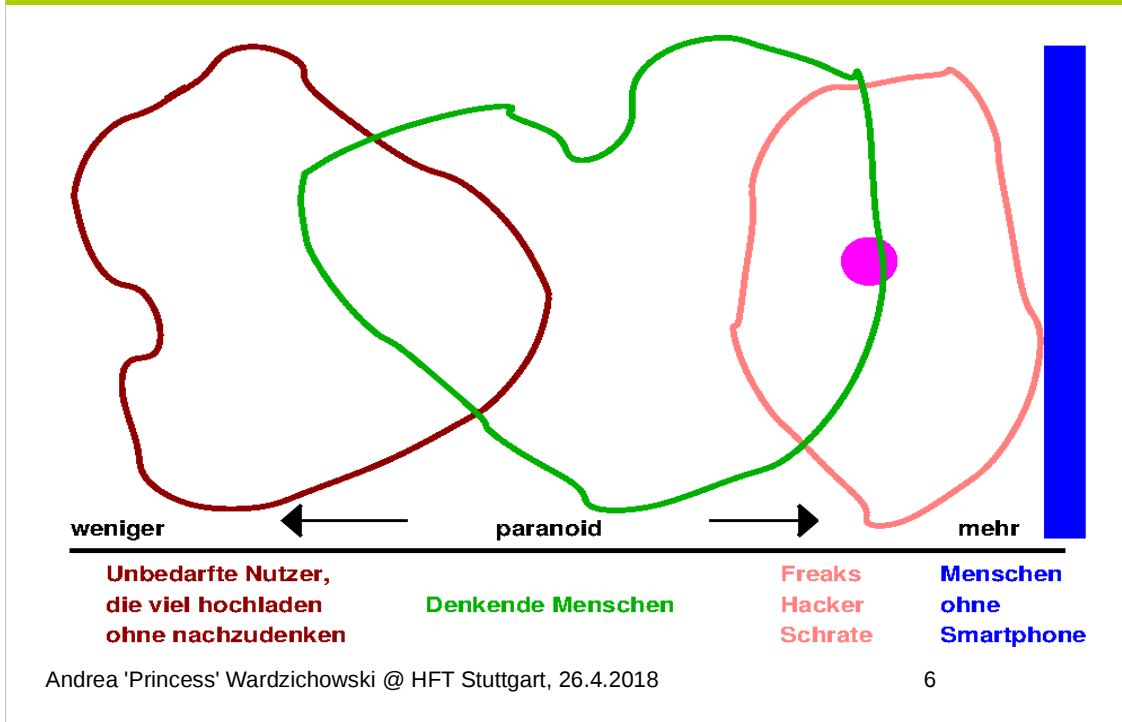 weniger paranoid mehr
Unbedarfte Nutzer,
die viel hochladen
ohne nachzudenken
Denkende Menschen
Freaks
Hacker
Schrate
Menschen
ohne
Smartphone
Andrea 'Princess' Wardzichowski @ HFT Stuttgart, 26.4.2018 6